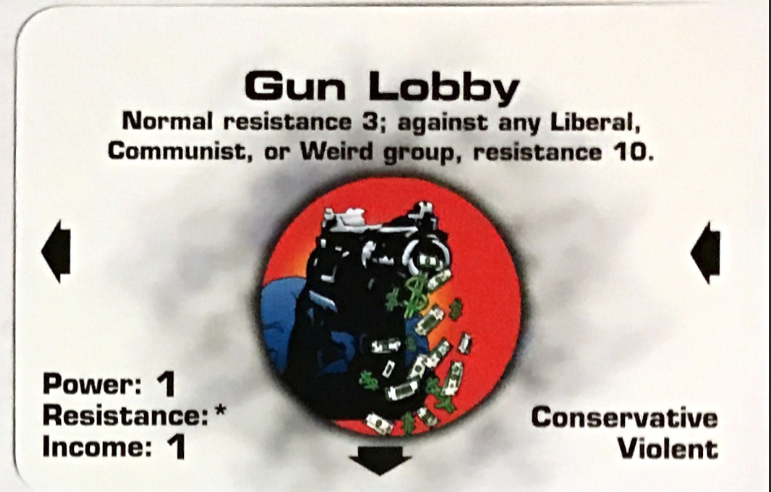 Gun Lobby
Normal resistance 3; against any Liberal,
Communist, or Weird group, resistance 10.
Power: 1
Resistance:*
Income: 1
Conservative
Violent